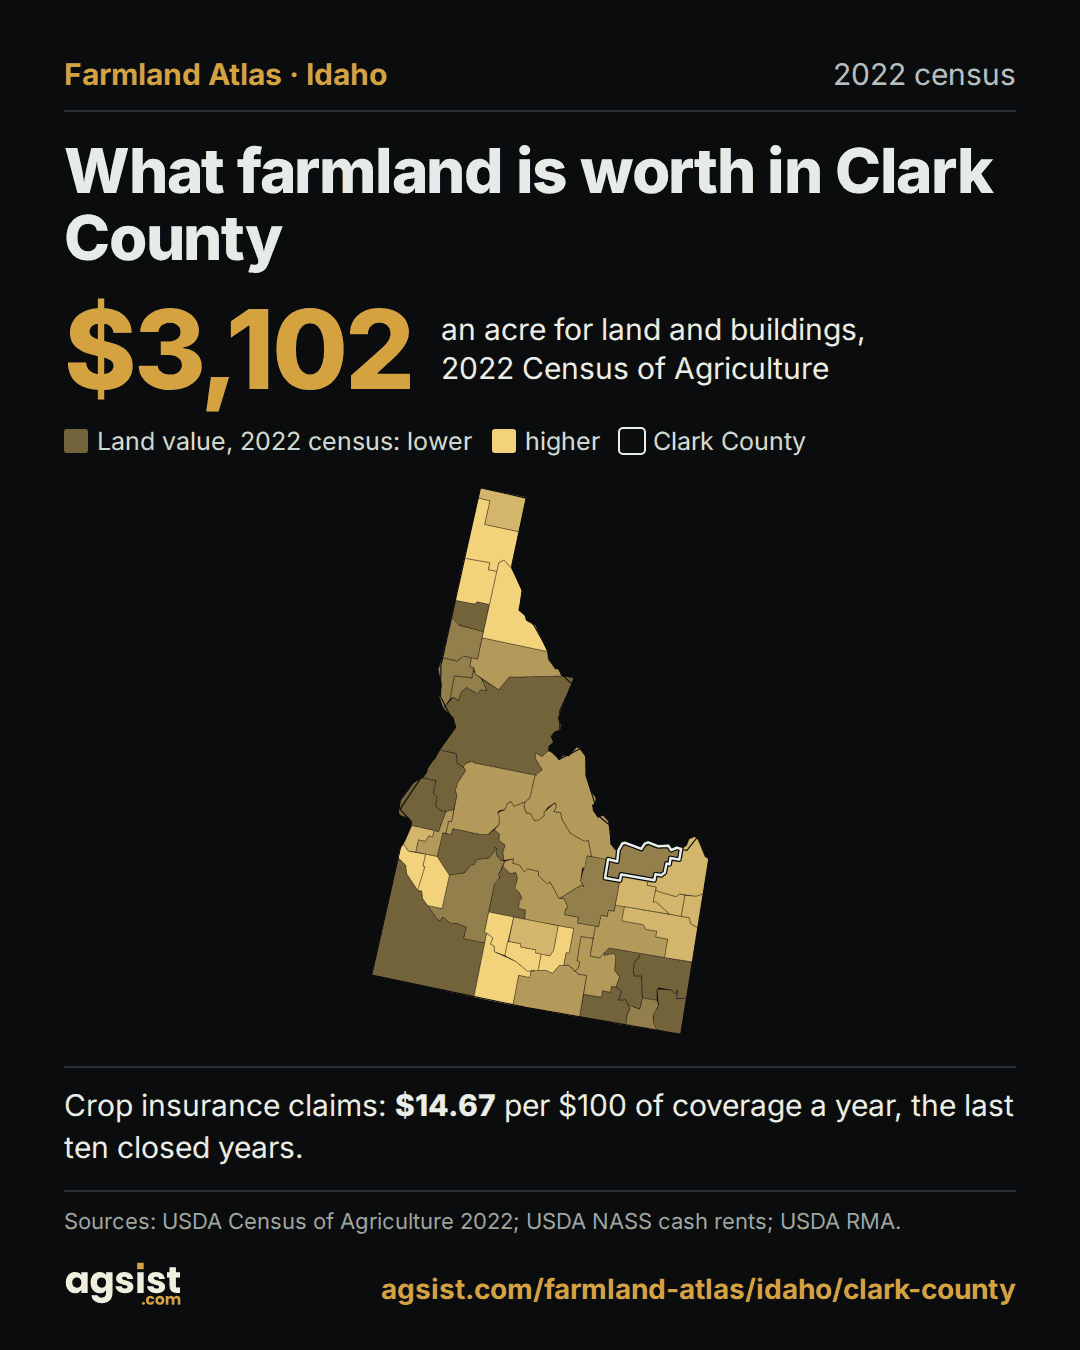 Farmland Atlas · Idaho
2022 census
What farmland is worth in Clark
County
$3,102
an acre for land and buildings,
2022 Census of Agriculture
Land value, 2022 census: lower
higher
Clark County
Crop insurance claims: $14.67 per $100 of coverage a year, the last
ten closed years.
Sources: USDA Census of Agriculture 2022; USDA NASS cash rents; USDA RMA.
agsist
.com
agsist.com/farmland-atlas/idaho/clark-county